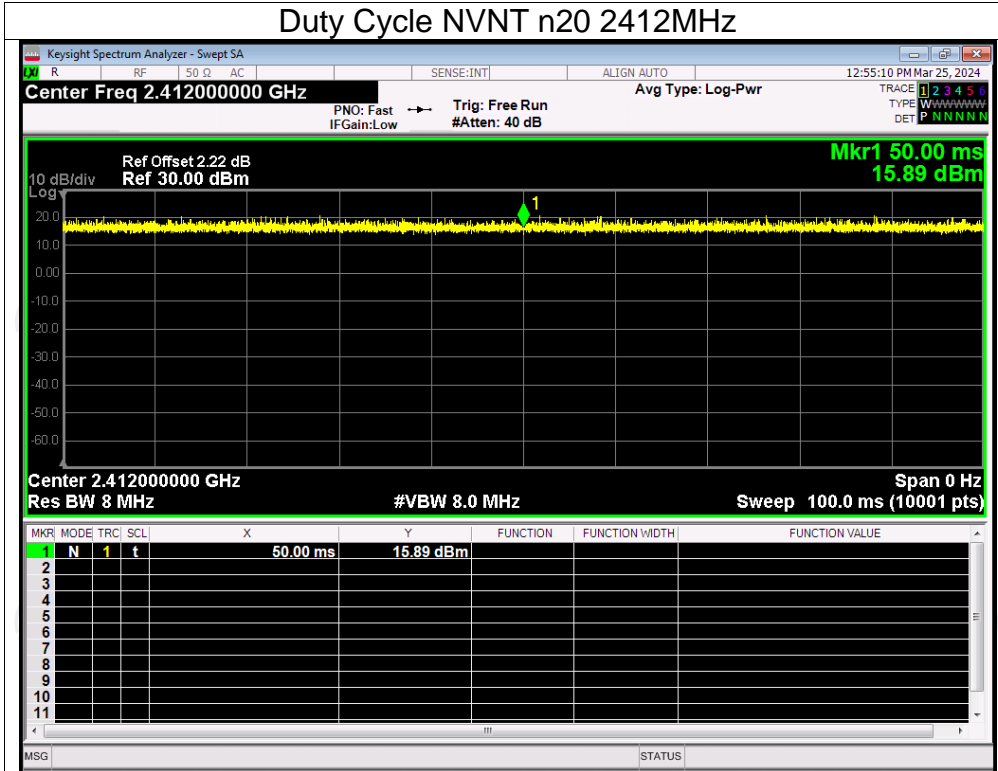 Duty Cycle NVNT n20 2412MHz
Keysight Spectrum Analyzer - Swept SA
LXI R RF 50 Ω AC SENSE:INT ALIGN AUTO 12:55:10 PM Mar 25, 2024
Center Freq 2.412000000 GHz Avg Type: Log-Pwr TRACE 1 2 3 4 5 6
PNO: Fast Trig: Free Run TYPE WWWWWW
IFGain:Low #Atten: 40 dB DET P N N N N N
Mkr1 50.00 ms
Ref Offset 2.22 dB
10 dB/div Ref 30.00 dBm 15.89 dBm
Log
1
20.0
10.0
0.00
-10.0
-20.0
-30.0
-40.0
-50.0
-60.0
Center 2.412000000 GHz Span 0 Hz
Res BW 8 MHz #VBW 8.0 MHz Sweep 100.0 ms (10001 pts)
MKR MODE TRC SCL X Y FUNCTION FUNCTION WIDTH FUNCTION VALUE
1 N 1 t 50.00 ms 15.89 dBm
2
3
4
5
6
7
8
9
10
11
MSG STATUS